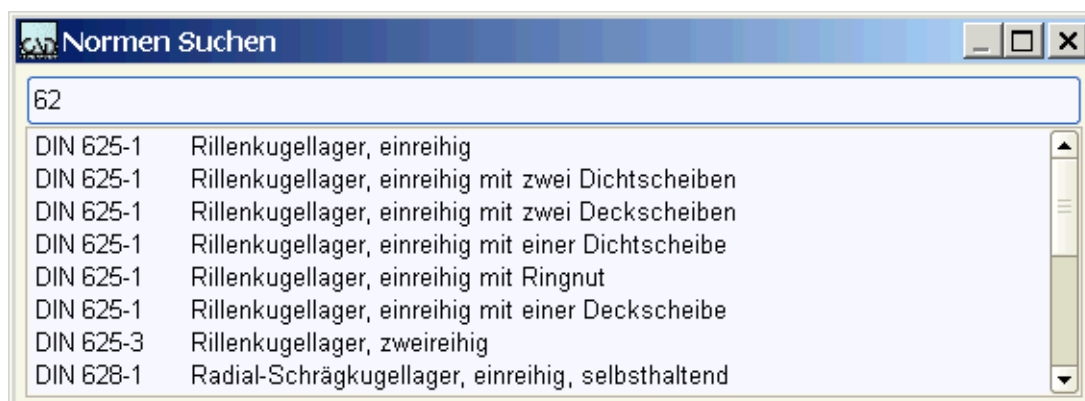 CAD Normen Suchen
62
DIN 625-1 Rillenkugellager, einreihig
DIN 625-1 Rillenkugellager, einreihig mit zwei Dichtscheiben
DIN 625-1 Rillenkugellager, einreihig mit zwei Deckscheiben
DIN 625-1 Rillenkugellager, einreihig mit einer Dichtscheibe
DIN 625-1 Rillenkugellager, einreihig mit Ringnut
DIN 625-1 Rillenkugellager, einreihig mit einer Deckscheibe
DIN 625-3 Rillenkugellager, zweireihig
DIN 628-1 Radial-Schrägkugellager, einreihig, selbsthaltend